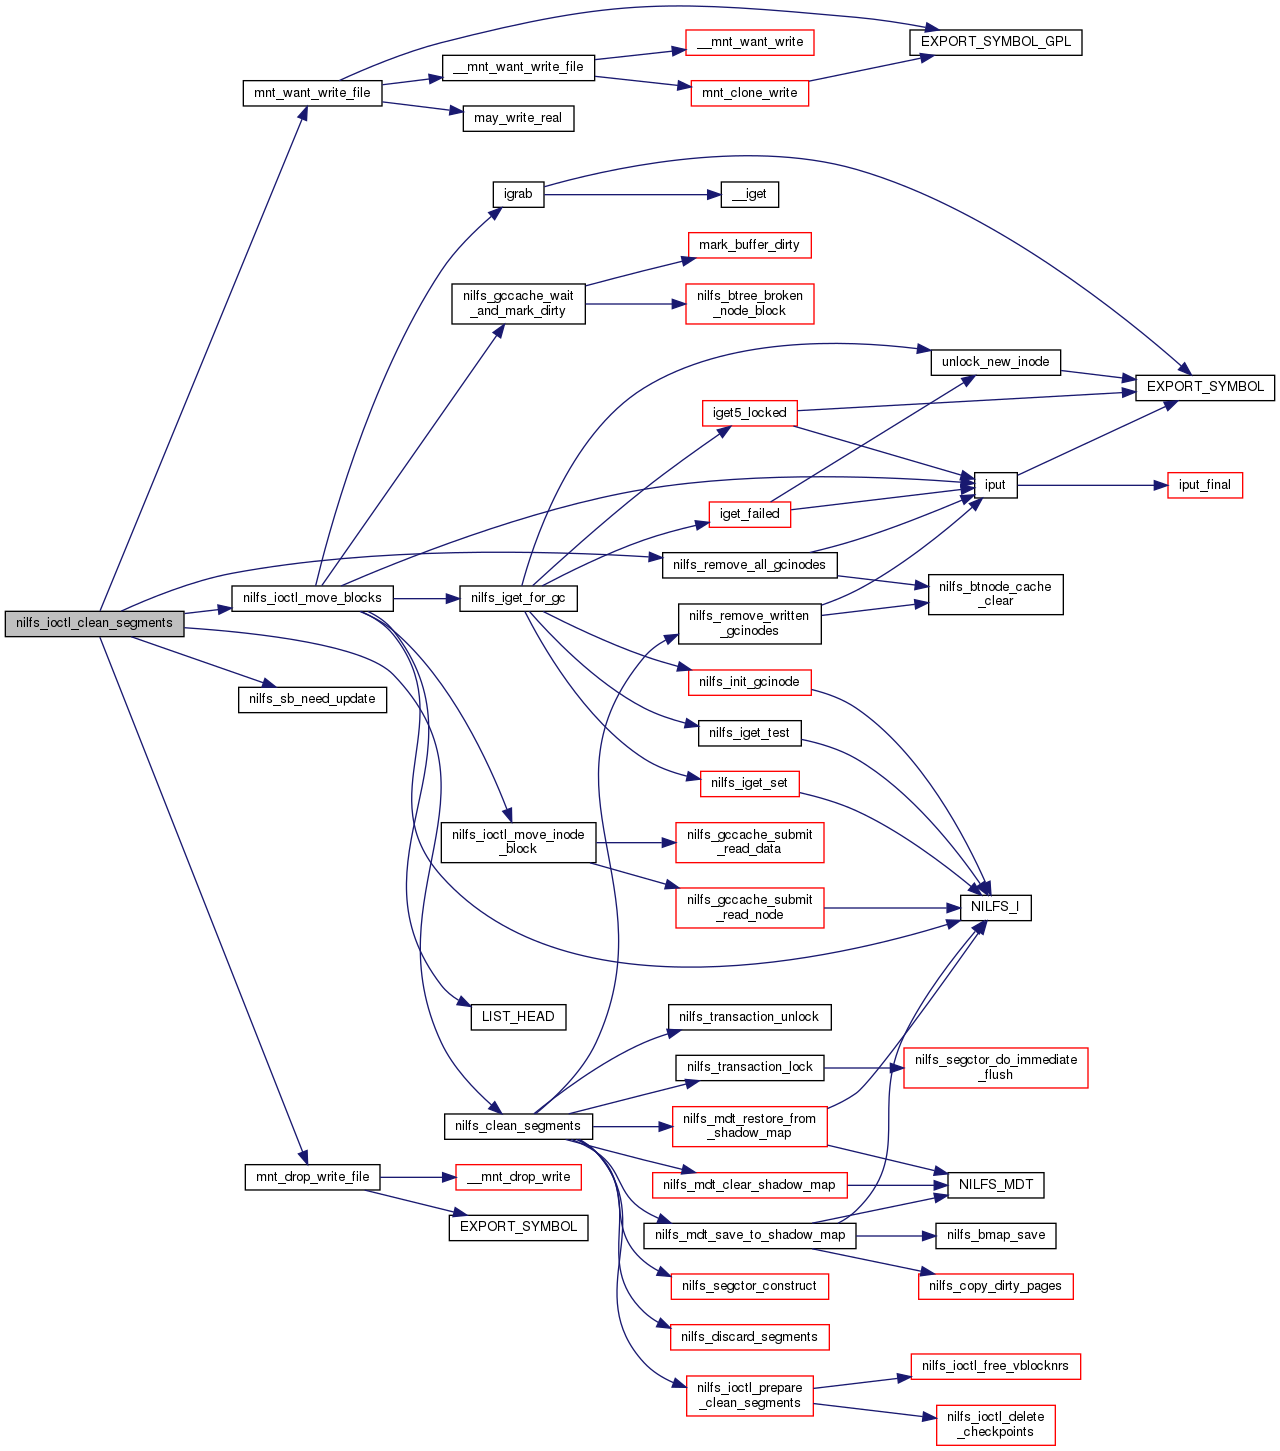 EXPORT_SYMBOL_GPL
__mnt_want_write
__mnt_want_write_file
mnt_want_write_file
mnt_clone_write
may_write_real
igrab
__iget
mark_buffer_dirty
nilfs_gccache_wait
_and_mark_dirty
nilfs_btree_broken
_node_block
unlock_new_inode
EXPORT_SYMBOL
iget5_locked
iput
iput_final
iget_failed
nilfs_remove_all_gcinodes
nilfs_ioctl_move_blocks
nilfs_iget_for_gc
nilfs_btnode_cache
_clear
nilfs_ioctl_clean_segments
nilfs_remove_written
_gcinodes
nilfs_init_gcinode
nilfs_sb_need_update
nilfs_iget_test
nilfs_iget_set
nilfs_ioctl_move_inode
_block
nilfs_gccache_submit
_read_data
nilfs_gccache_submit
_read_node
NILFS_I
LIST_HEAD
nilfs_transaction_unlock
nilfs_transaction_lock
nilfs_segctor_do_immediate
_flush
nilfs_clean_segments
nilfs_mdt_restore_from
_shadow_map
mnt_drop_write_file
__mnt_drop_write
nilfs_mdt_clear_shadow_map
NILFS_MDT
EXPORT_SYMBOL
nilfs_mdt_save_to_shadow_map
nilfs_bmap_save
nilfs_segctor_construct
nilfs_copy_dirty_pages
nilfs_discard_segments
nilfs_ioctl_free_vblocknrs
nilfs_ioctl_prepare
_clean_segments
nilfs_ioctl_delete
_checkpoints